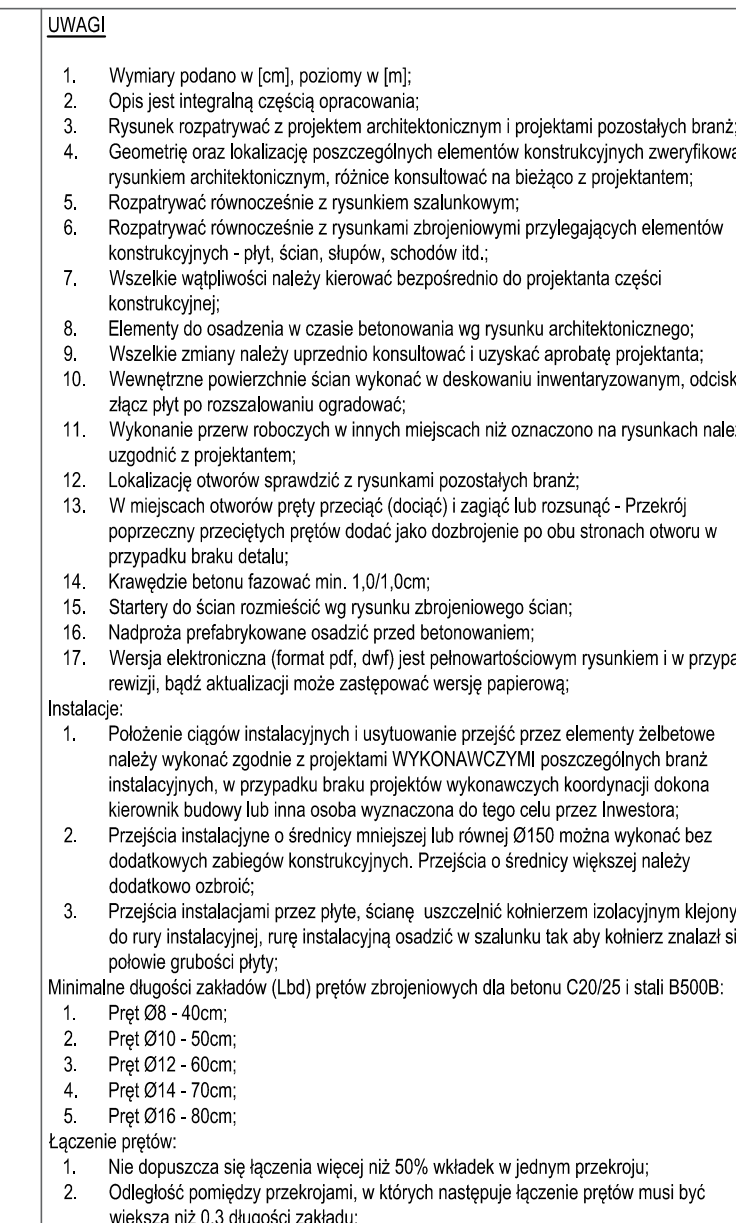 UWAGI
1. Wymiary podano w [cm], poziomy w [m];
2. Opis jest integralną częścią opracowania;
3. Rysunek rozpatrywać z projektem architektonicznym i projektami pozostałych branż;
4. Geometrię oraz lokalizację poszczególnych elementów konstrukcyjnych
rysunkiem architektonicznym, różnice konsultować na bieżąco z projektantem;
5. Rozpatrywać równocześnie z rysunkiem szalunkowym;
6. Rozpatrywać równocześnie z rysunkami zbrojeniowymi przylegających elementów
konstrukcyjnych - płyt, ścian, słupów, schodów itd.;
7. Wszelkie wątpliwości należy kierować bezpośrednio do projektanta części
konstrukcyjnej;
8. Elementy do osadzenia w czasie betonowania wg rysunku architektonicznego;
9. Wszelkie zmiany należy uprzednio konsultować i uzyskać aprobatę projektanta;
10. Wewnętrzne powierzchnie ścian wykonać w deskowaniu inwentaryzowanym,
złącz płyt po rozszalowaniu ogradować;
11. Wykonanie przerw roboczych w innych miejscach niż oznaczono na rysunkach
uzgodnić z projektantem;
12. Lokalizację otworów sprawdzić z rysunkami pozostałych branż;
13. W miejscach otworów pręty przeciąć (dociąć) i zagiąć lub rozsunąć - Przekrój
poprzeczny przeciętych prętów dodać jako dozbrojenie po obu stronach otworu w
przypadku braku detalu;
14. Krawędzie betonu fazować min. 1,0/1,0cm;
15. Startery do ścian rozmieścić wg rysunku zbrojeniowego ścian;
16. Nadproża prefabrykowane osadzić przed betonowaniem;
17. Wersja elektroniczna (format pdf, dwf) jest pełnowartościowym rysunkiem i w
rewizji, bądź aktualizacji może zastępować wersję papierową;
Instalacje:
1. Położenie ciągów instalacyjnych i usytuowanie przejść przez elementy żelbetowe
należy wykonać zgodnie z projektami WYKONAWCZYMI poszczególnych branż
instalacyjnych, w przypadku braku projektów wykonawczych koordynacji dokona
kierownik budowy lub inna osoba wyznaczona do tego celu przez Inwestora;
2. Przejścia instalacyjne o średnicy mniejszej lub równej Ø150 można wykonać bez
dodatkowych zabiegów konstrukcyjnych. Przejścia o średnicy większej należy
dodatkowo ozbroić;
3. Przejścia instalacjami przez płyte, ścianę uszczelnić kołnierzem izolacyjnym
do rury instalacyjnej, rurę instalacyjną osadzić w szalunku tak aby kołnierz znalazł
połowie grubości płyty;
Minimalne długości zakładów (Lbd) prętów zbrojeniowych dla betonu C20/25 i stali B500B:
1. Pręt Ø8 - 40cm;
2. Pręt Ø10 - 50cm;
3. Pręt Ø12 - 60cm;
4. Pręt Ø14 - 70cm;
5. Pręt Ø16 - 80cm;
Łączenie prętów:
1. Nie dopuszcza się łączenia więcej niż 50% wkładek w jednym przekroju;
2. Odległość pomiędzy przekrojami, w których następuje łączenie prętów musi być
większa niż 0,3 długości zakładu;